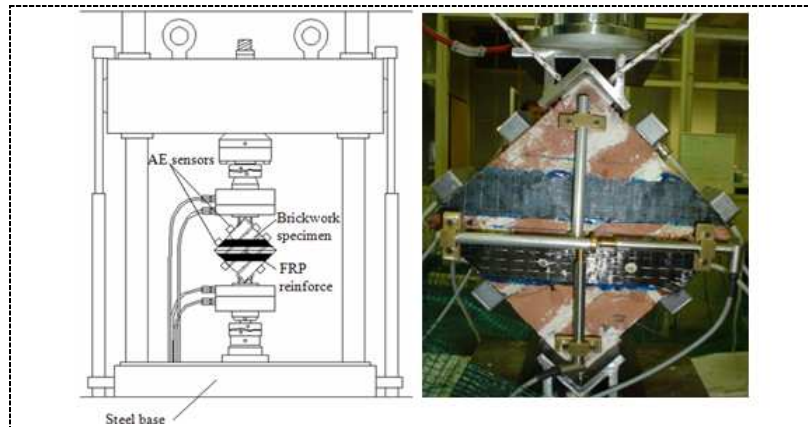 AE sensors
Brickwork
specimen
FRP
reinforce
Steel base